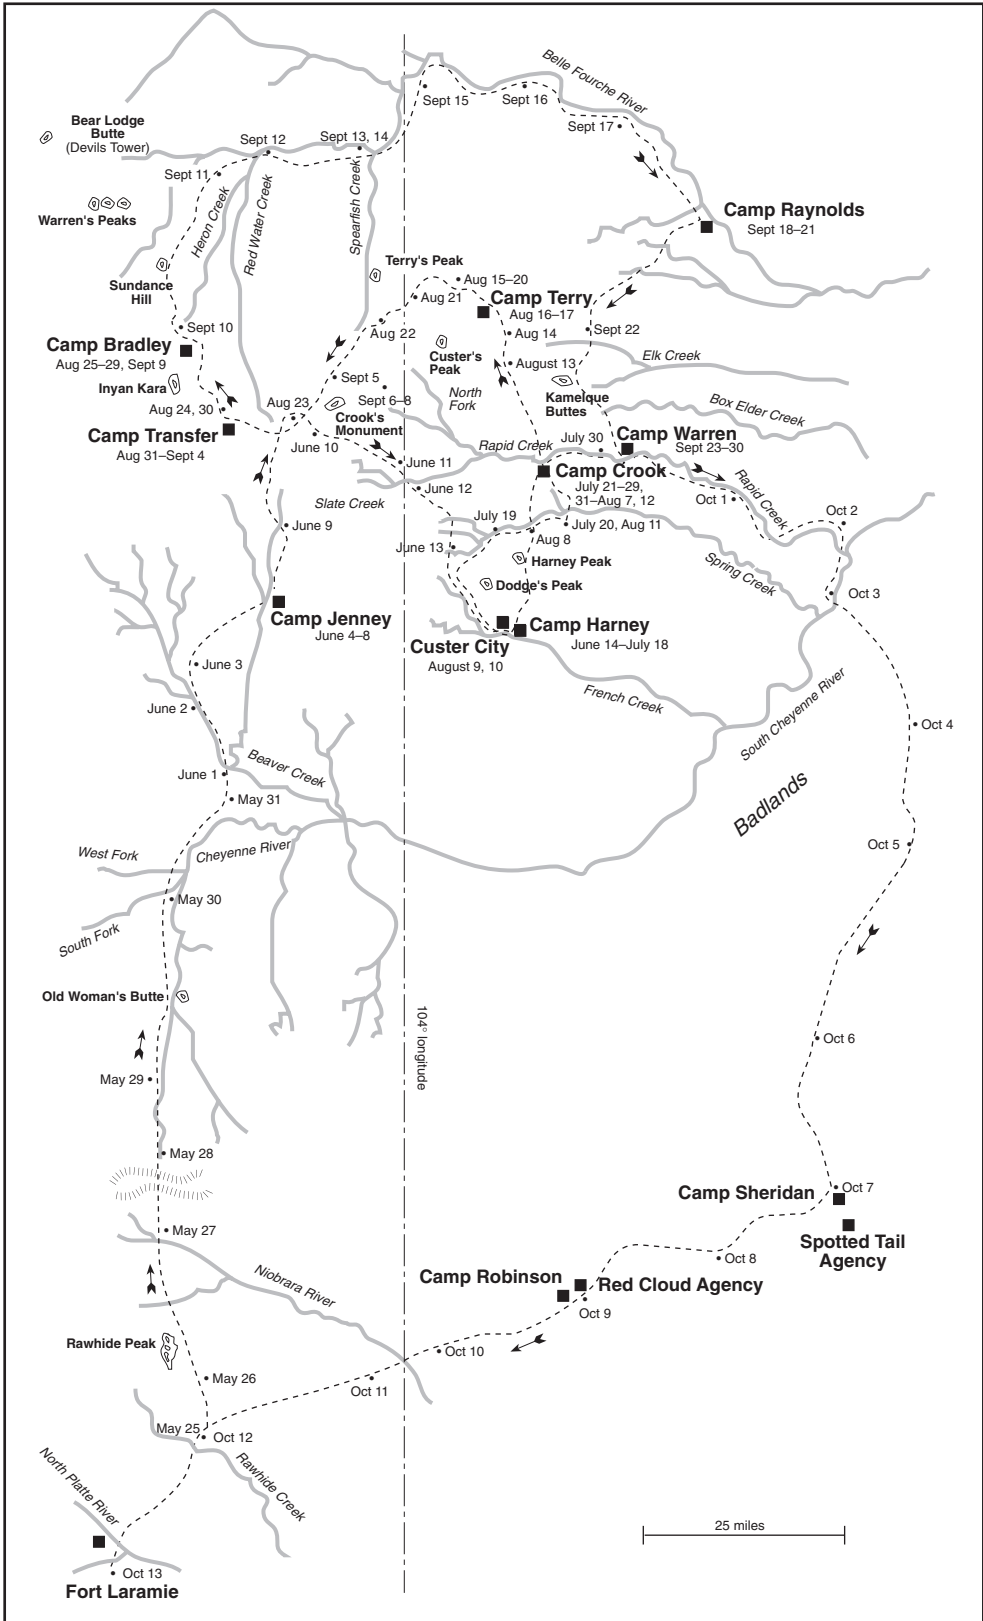 Belle Fourche River
Sept 15
Sept 16
Sept 17
Bear Lodge
Butte
(Devils Tower)
Sept 12
Sept 13, 14
Sept 11
Warren's Peaks
Heron Creek
Red Water Creek
Spearfish Creek
Camp Raynolds
Sept 18–21
Sundance
Hill
Terry's Peak
Aug 15–20
Aug 21
Camp Terry
Aug 16–17
Sept 10
Aug 22
Aug 14
Sept 22
Camp Bradley
Aug 25–29, Sept 9
Custer's
Peak
August 13
Elk Creek
Inyan Kara
Sept 5
Sept 6–8
North
Fork
Kamelque
Buttes
Box Elder Creek
Aug 24, 30
Aug 23
Crook's
Monument
Camp Transfer
Aug 31–Sept 4
June 10
Rapid Creek
July 30
Camp Warren
Sept 23–30
June 11
Camp Crook
July 21–29,
31–Aug 7, 12
Slate Creek
June 12
Oct 1
Rapid Creek
Oct 2
June 9
July 19
July 20, Aug 11
Aug 8
June 13
Harney Peak
Dodge's Peak
Spring Creek
Oct 3
Camp Jenney
June 4–8
Camp Harney
June 14–July 18
Custer City
August 9, 10
June 3
June 2
French Creek
South Cheyenne River
Oct 4
June 1
Beaver Creek
May 31
Badlands
West Fork
Cheyenne River
Oct 5
May 30
South Fork
Old Woman's Butte
104° longitude
Oct 6
May 29
May 28
Camp Sheridan
Oct 7
May 27
Spotted Tail
Agency
Oct 8
Niobrara River
Camp Robinson
Red Cloud Agency
Oct 9
Rawhide Peak
Oct 10
May 26
Oct 11
May 25
Oct 12
North Platte River
Rawhide Creek
25 miles
Oct 13
Fort Laramie